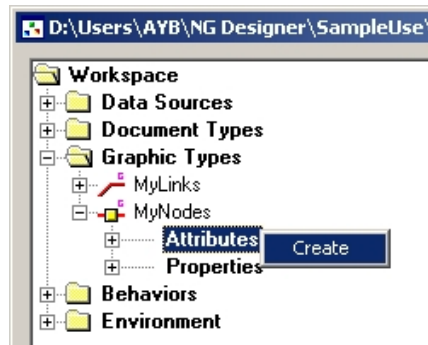 D:\Users\AYB\NG Designer\SampleUse\
Workspace
Data Sources
Document Types
Graphic Types
MyLinks
MyNodes
Attributes
Create
Properties
Behaviors
Environment